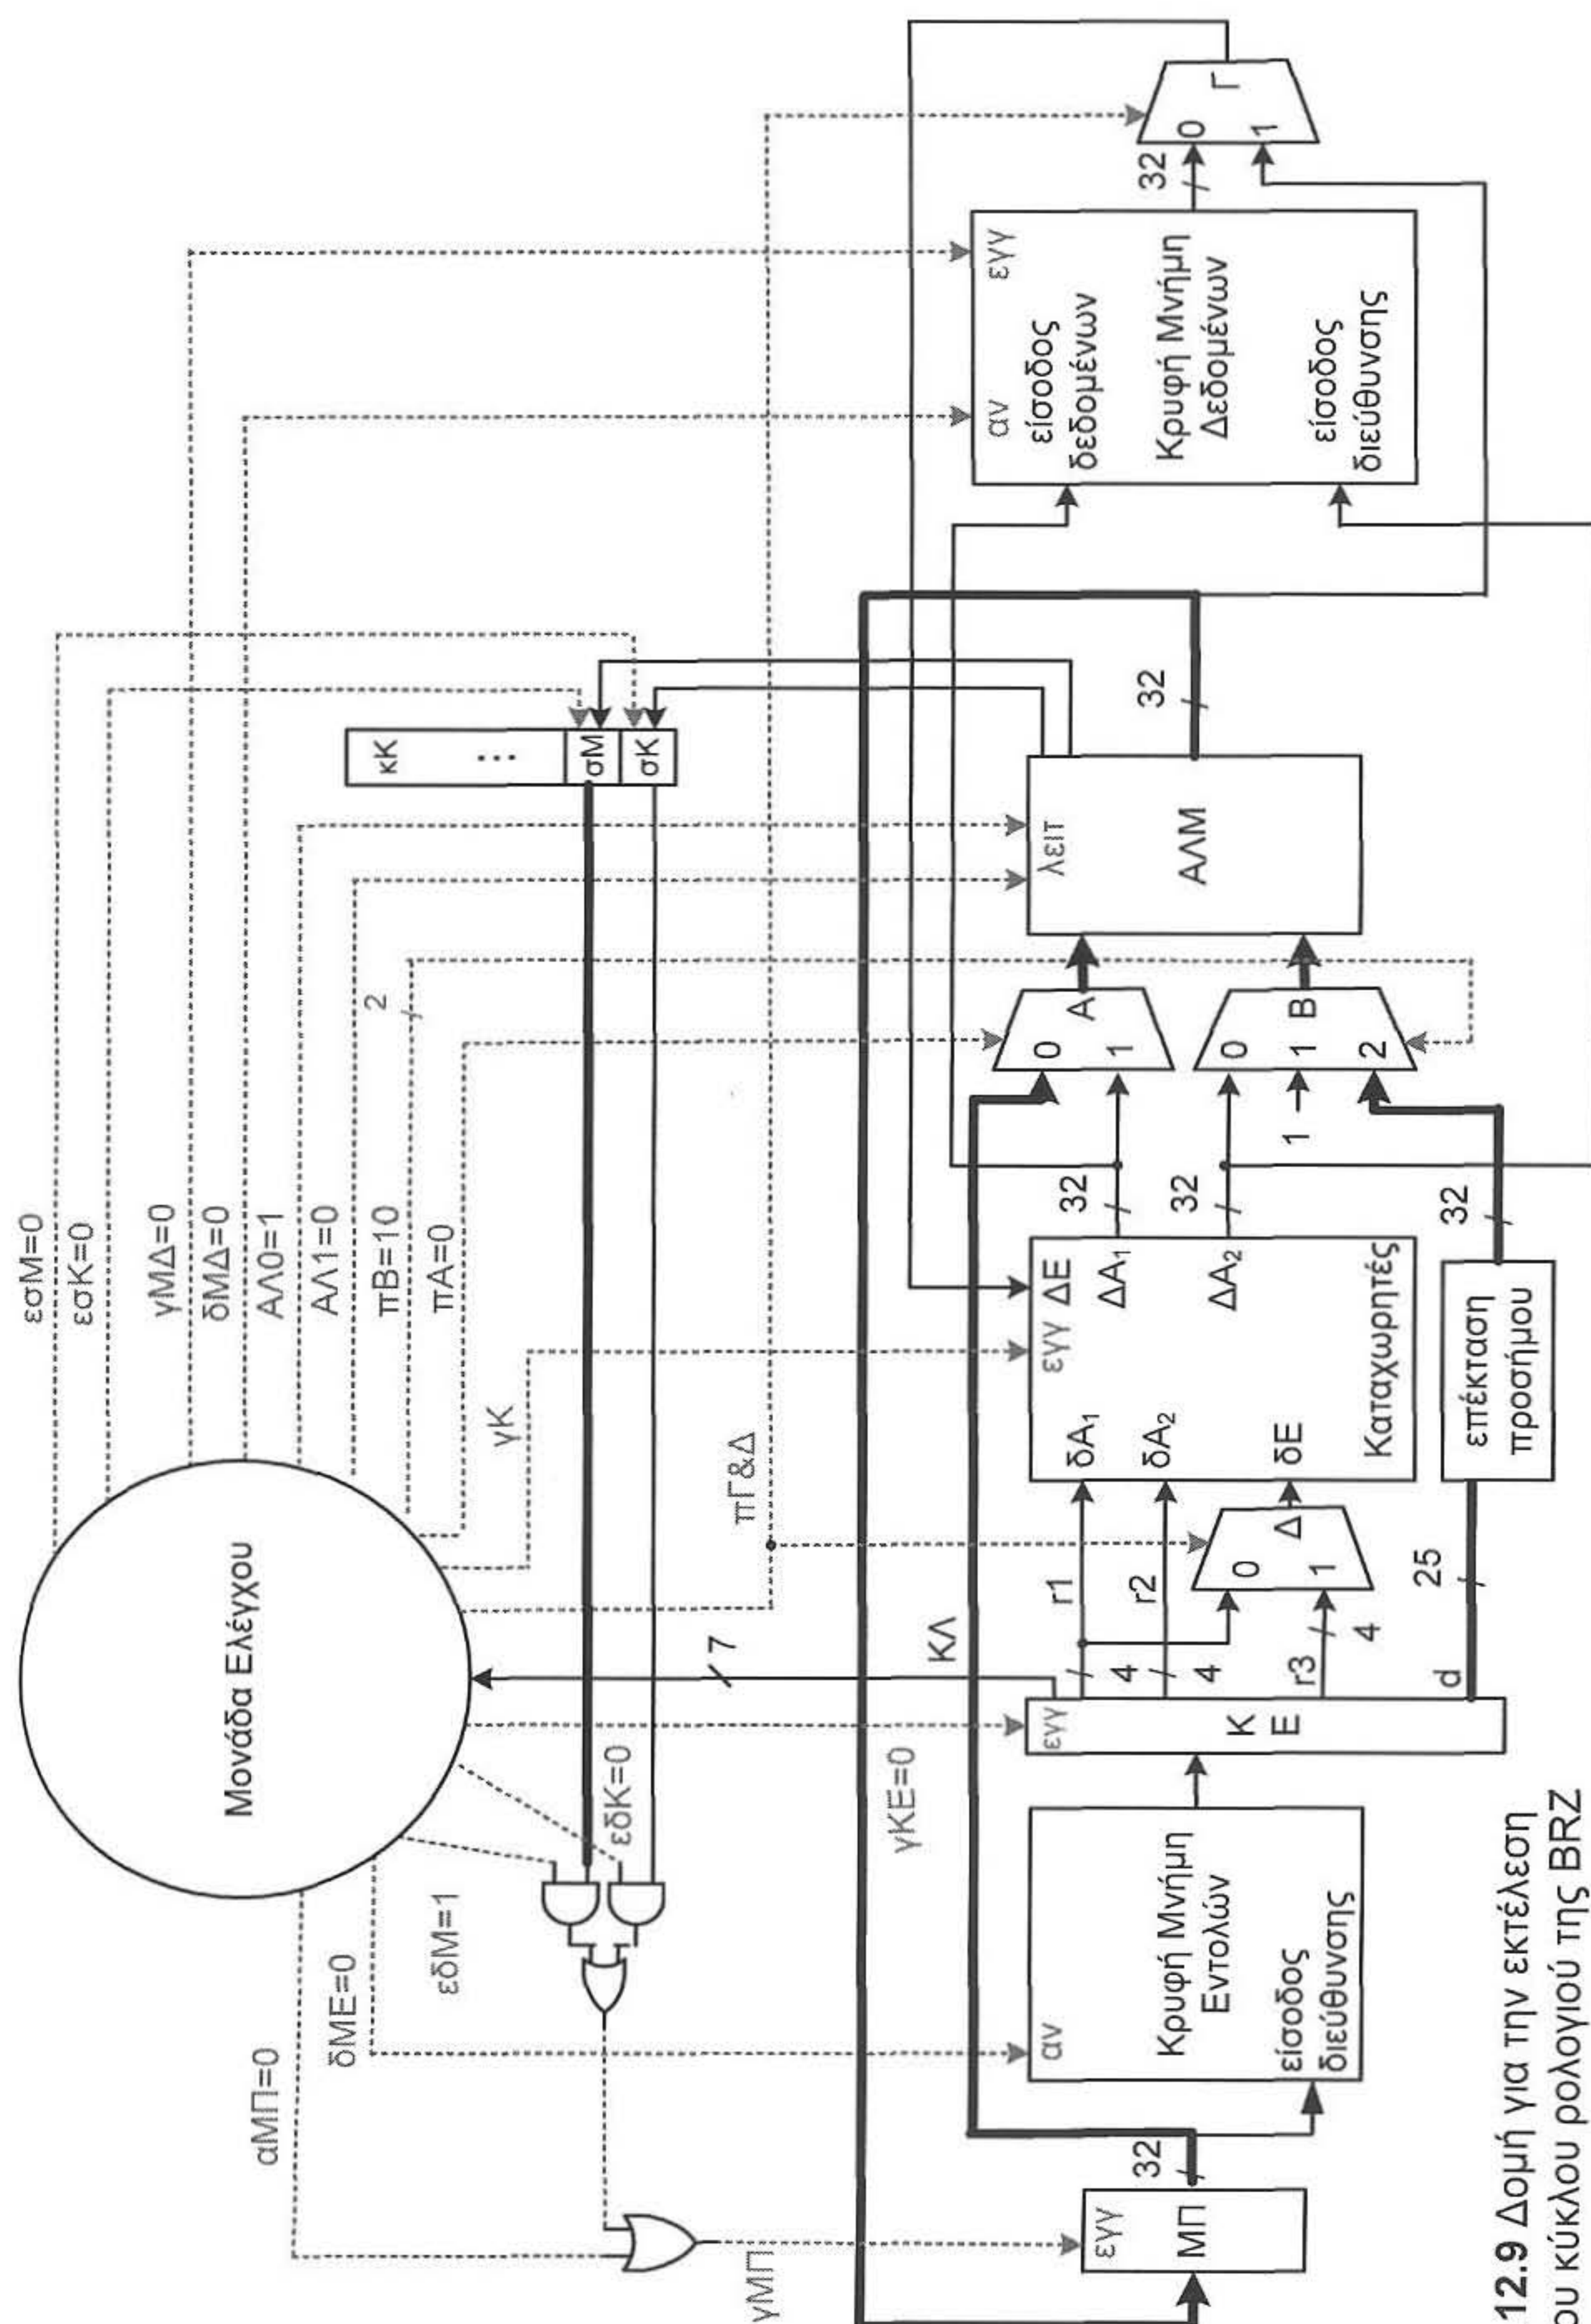 εσM=0
εσK=0
γΜΔ=0
δΜΔ=0
ΑΛ0=1
ΑΛ1=0
πΒ=10
2
πΑ=0
γΚ
πΓ&Δ
Μονάδα Ελέγχου
αΜΠ=0
δΜΕ=0
εδΜ=1
εδΚ=0
7
κΚ
...
σΜ
σΚ
γΜΠ
γΚΕ=0
ΚΛ
εγγ
ΜΠ
32
αν
Κρυφή Μνήμη
Εντολών
είσοδος
διεύθυνσης
εγγ
Κ
Ε
r1
4
r2
4
r3
4
d
25
0
1
Δ
εγγ ΔΕ
δΑ1
δΑ2
δΕ
ΔΑ1
ΔΑ2
Καταχωρητές
επέκταση
προσήμου
32
32
32
1
0
1
Α
0
1
2
Β
λειτ
ΑΛΜ
32
αν
εγγ
είσοδος
δεδομένων
Κρυφή Μνήμη
Δεδομένων
είσοδος
διεύθυνσης
32
0
1
Γ
12.9 Δομή για την εκτέλεση
ου κύκλου ρολογιού της BRZ